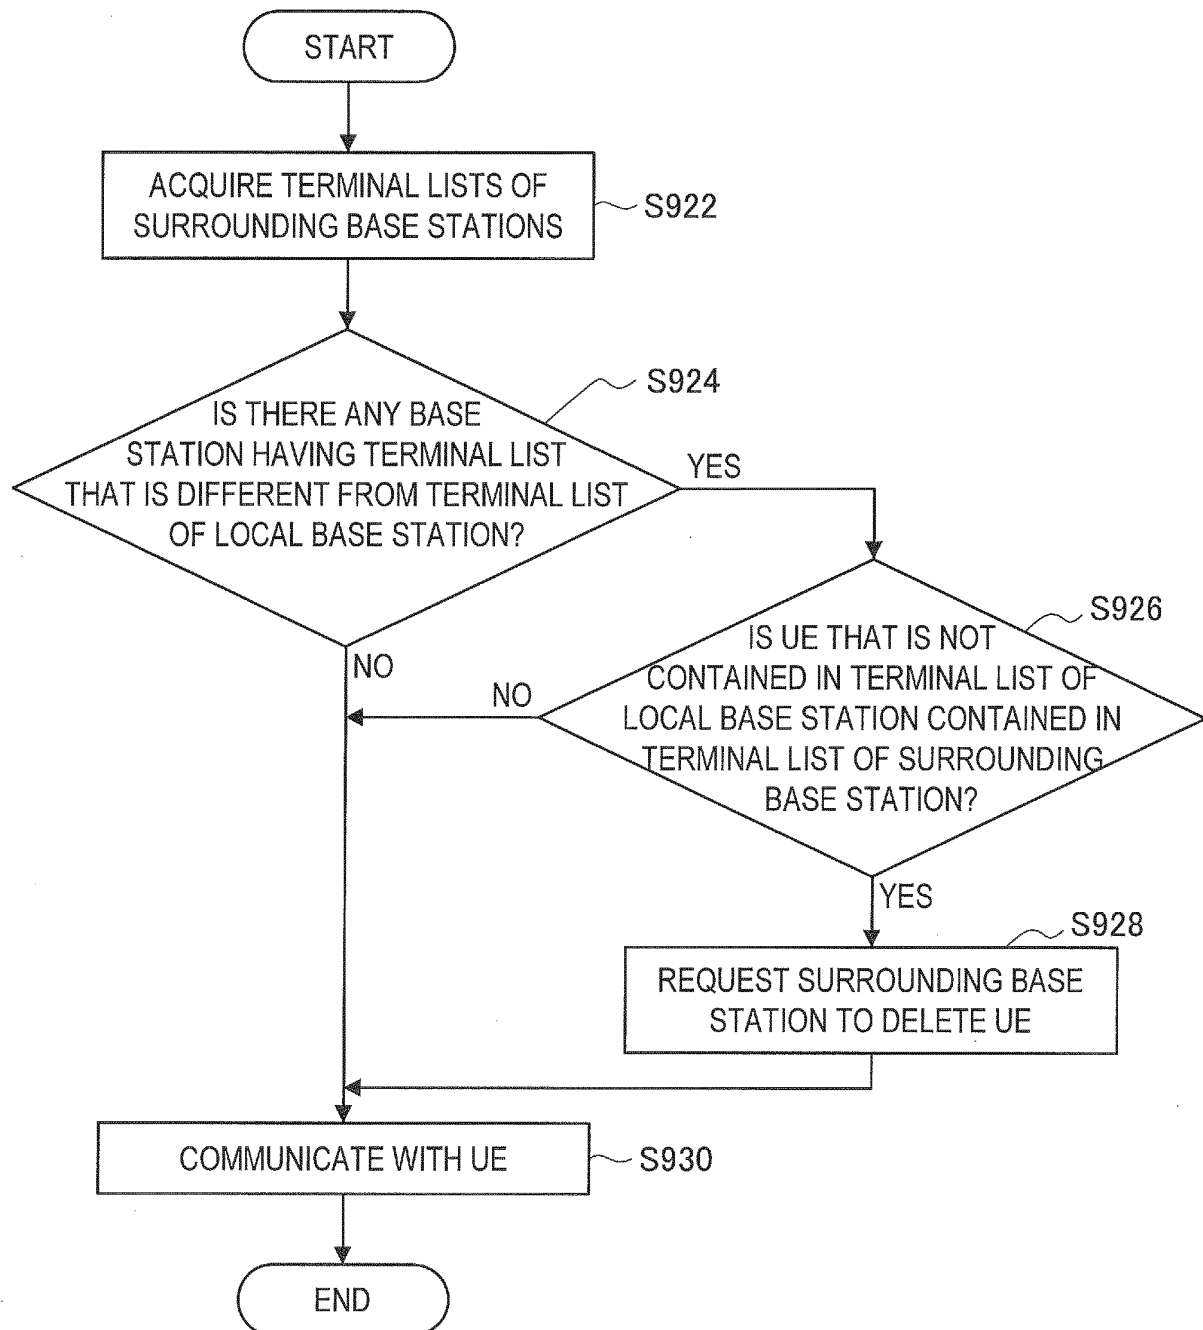 START
ACQUIRE TERMINAL LISTS OF
SURROUNDING BASE STATIONS
S922
S924
IS THERE ANY BASE
STATION HAVING TERMINAL LIST
THAT IS DIFFERENT FROM TERMINAL LIST
OF LOCAL BASE STATION?
YES
NO
S926
IS UE THAT IS NOT
CONTAINED IN TERMINAL LIST OF
LOCAL BASE STATION CONTAINED IN
TERMINAL LIST OF SURROUNDING
BASE STATION?
NO
YES
S928
REQUEST SURROUNDING BASE
STATION TO DELETE UE
COMMUNICATE WITH UE
S930
END